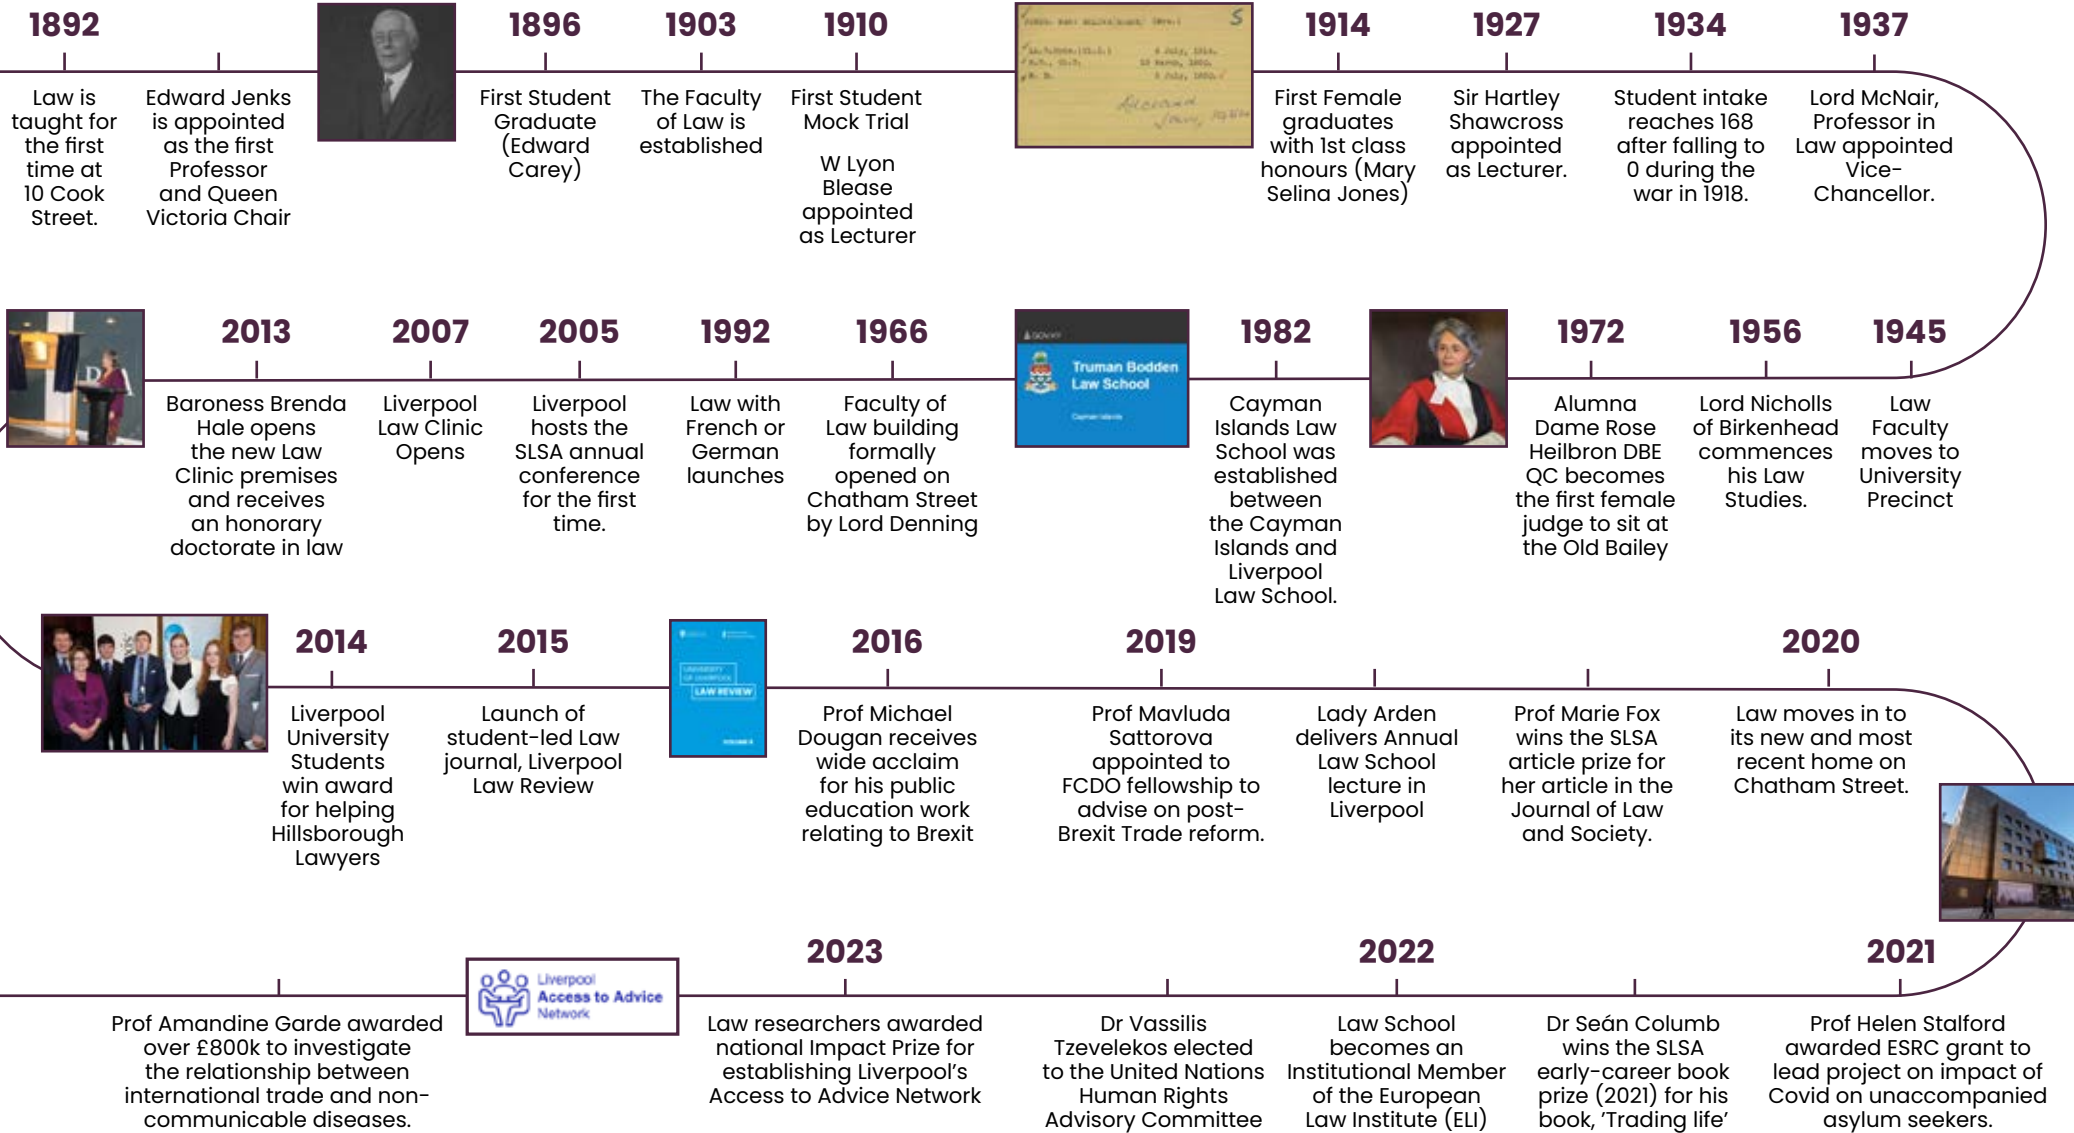 1892
Law is
taught for
the first
time at
10 Cook
Street.
Edward Jenks
is appointed
as the first
Professor
and Queen
Victoria Chair
1896
First Student
Graduate
(Edward
Carey)
1903
The Faculty
of Law is
established
1910
First Student
Mock Trial
W Lyon
Blease
appointed
as Lecturer
S
1914
First Female
graduates
with 1st class
honours (Mary
Selina Jones)
1927
Sir Hartley
Shawcross
appointed
as Lecturer.
1934
Student intake
reaches 168
after falling to
0 during the
war in 1918.
1937
Lord McNair,
Professor in
Law appointed
Vice-
Chancellor.
1945
Law
Faculty
moves to
University
Precinct
1956
Lord Nicholls
of Birkenhead
commences
his Law
Studies.
1972
Alumna
Dame Rose
Heilbron DBE
QC becomes
the first female
judge to sit at
the Old Bailey
1982
Cayman
Islands Law
School was
established
between
the Cayman
Islands and
Liverpool
Law School.
Truman Bodden
Law School
Cayman Islands
1966
Faculty of
Law building
formally
opened on
Chatham Street
by Lord Denning
1992
Law with
French or
German
launches
2005
Liverpool
hosts the
SLSA annual
conference
for the first
time.
2007
Liverpool
Law Clinic
Opens
2013
Baroness Brenda
Hale opens
the new Law
Clinic premises
and receives
an honorary
doctorate in law
2014
Liverpool
University
Students
win award
for helping
Hillsborough
Lawyers
2015
Launch of
student-led Law
journal, Liverpool
Law Review
UNIVERSITY
OF LIVERPOOL
LAW REVIEW
2016
Prof Michael
Dougan receives
wide acclaim
for his public
education work
relating to Brexit
2019
Prof Mavluda
Sattorova
appointed to
FCDO fellowship to
advise on post-
Brexit Trade reform.
Lady Arden
delivers Annual
Law School
lecture in
Liverpool
Prof Marie Fox
wins the SLSA
article prize for
her article in the
Journal of Law
and Society.
2020
Law moves in to
its new and most
recent home on
Chatham Street.
2021
Prof Helen Stalford
awarded ESRC grant to
lead project on impact of
Covid on unaccompanied
asylum seekers.
Dr Seán Columb
wins the SLSA
early-career book
prize (2021) for his
book, ‘Trading life’
2022
Law School
becomes an
Institutional Member
of the European
Law Institute (ELI)
Dr Vassilis
Tzevelekos elected
to the United Nations
Human Rights
Advisory Committee
2023
Law researchers awarded
national Impact Prize for
establishing Liverpool’s
Access to Advice Network
Liverpool
Access to Advice
Network
Prof Amandine Garde awarded
over £800k to investigate
the relationship between
international trade and non-
communicable diseases.